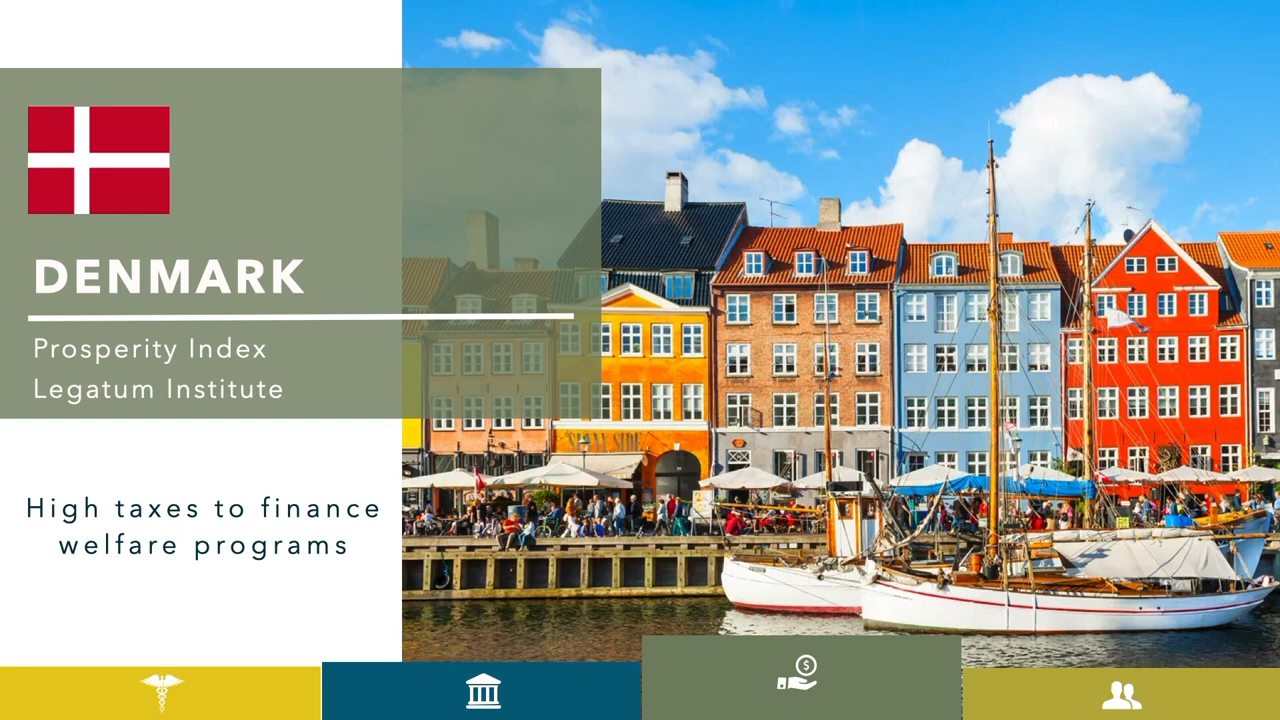 DENMARK
Prosperity Index
Legatum Institute
High taxes to finance
welfare programs
$